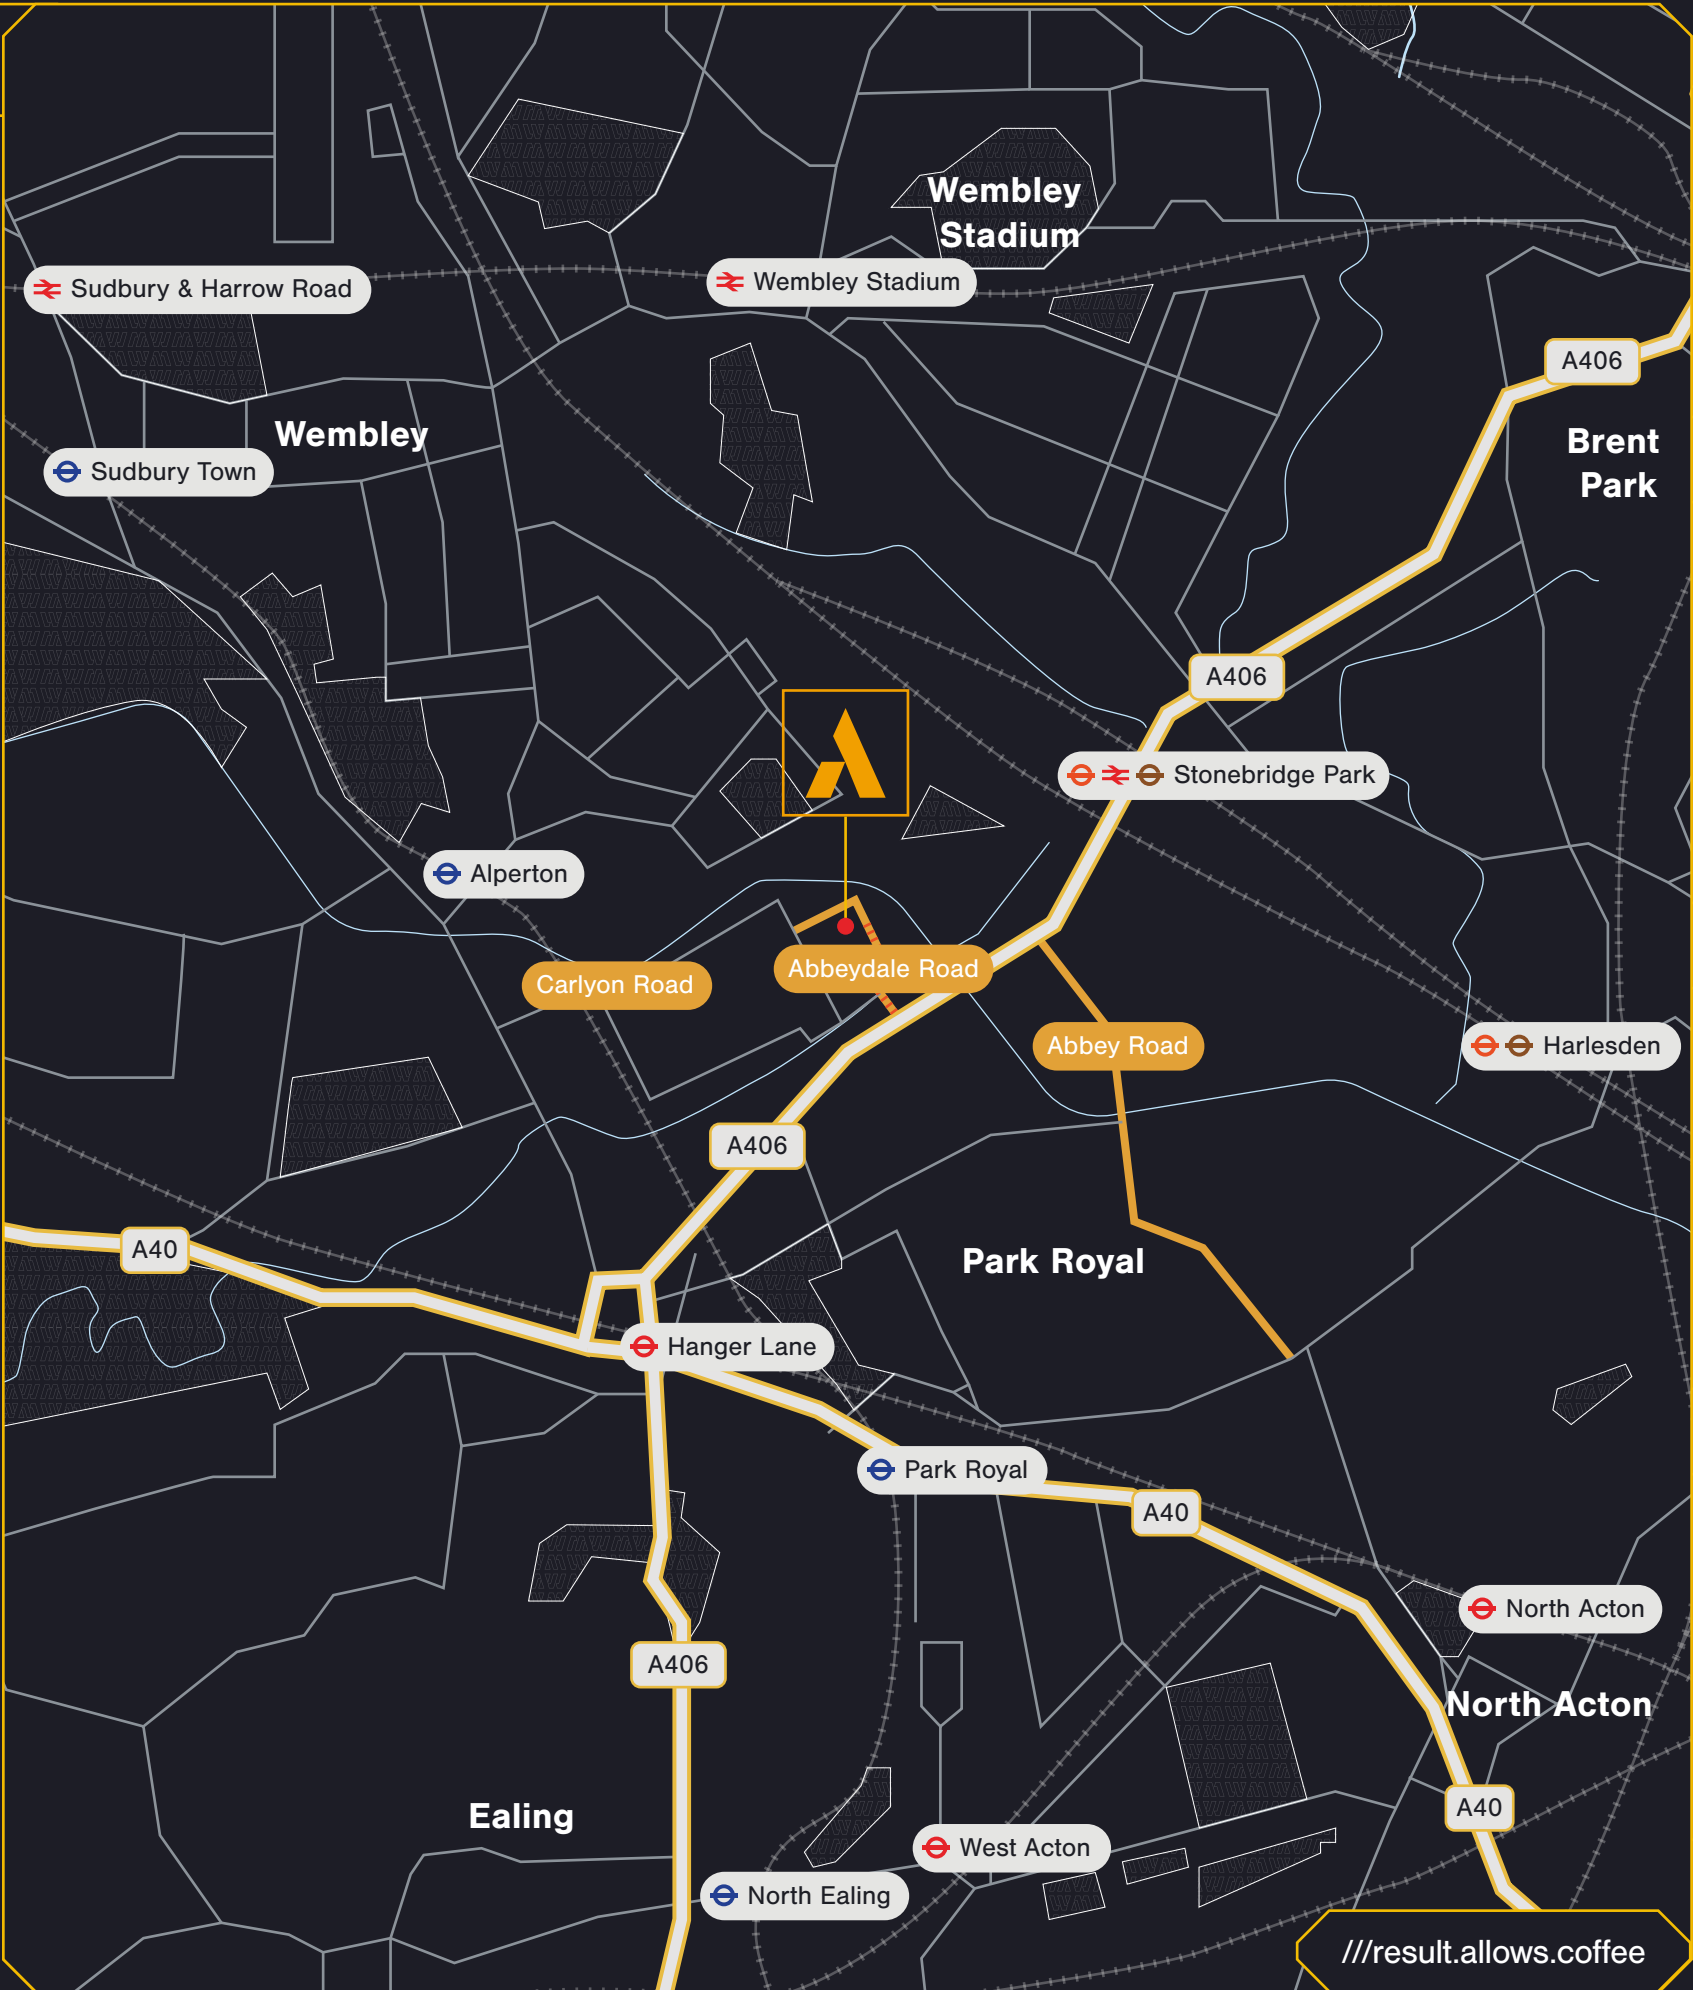 Wembley
Stadium
Sudbury & Harrow Road
Wembley Stadium
A406
Wembley
Brent
Park
Sudbury Town
A406
Stonebridge Park
Alperton
Abbeydale Road
Carlyon Road
Abbey Road
Harlesden
A406
A40
Park Royal
Hanger Lane
Park Royal
A40
North Acton
A406
North Acton
A40
Ealing
West Acton
North Ealing
///result.allows.coffee